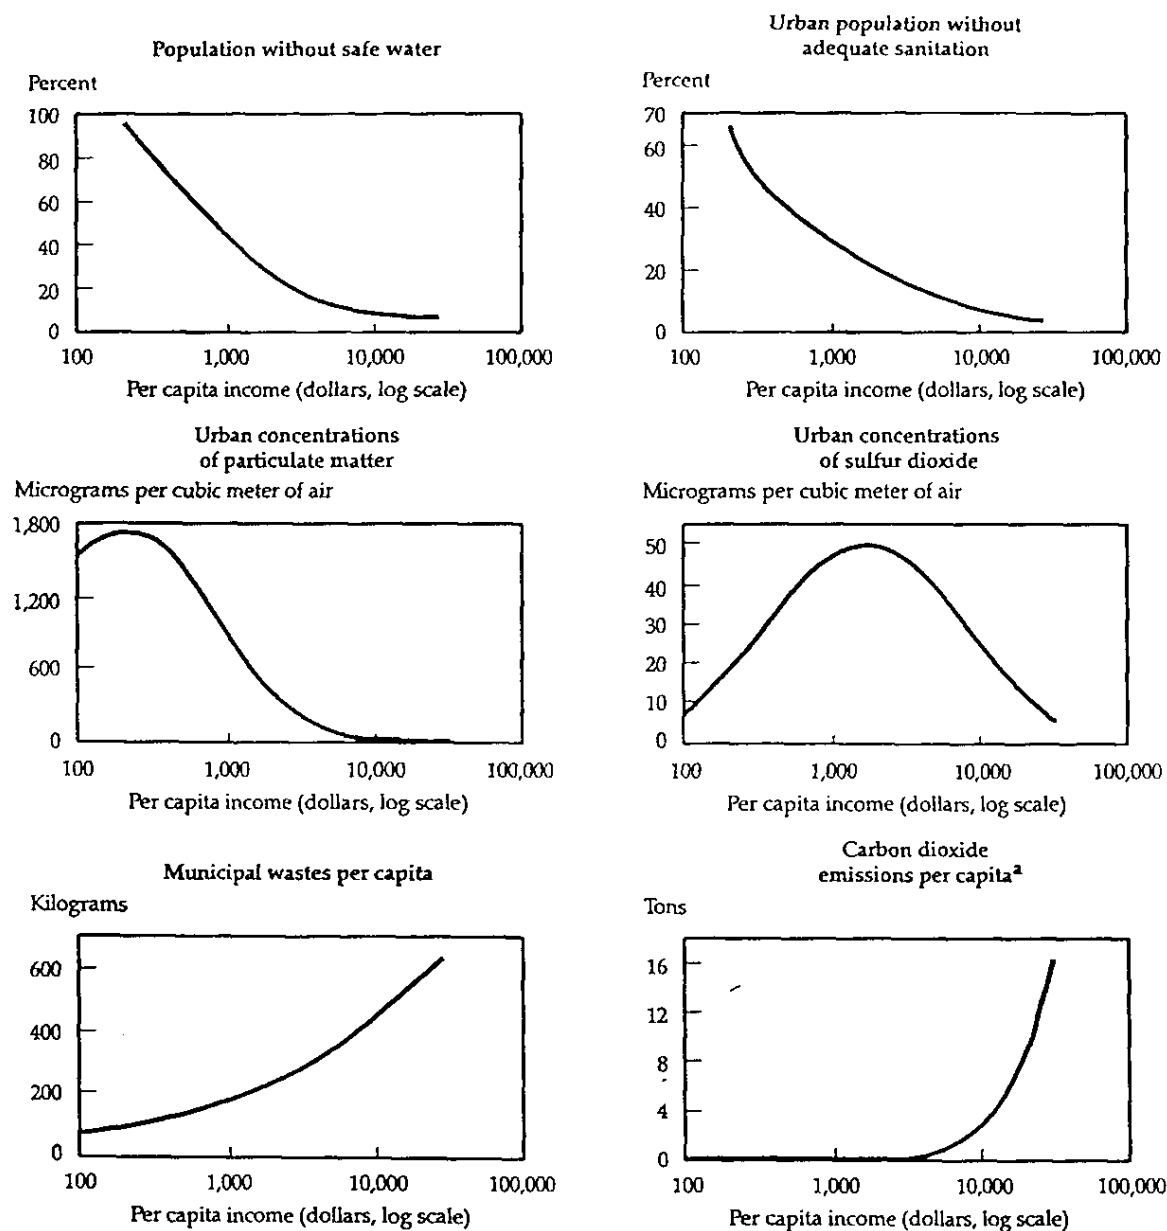 Population without safe water
Percent
100
80
60
40
20
0
100 1,000 10,000 100,000
Per capita income (dollars, log scale)
Urban population without
adequate sanitation
Percent
70
60
40
20
0
100 1,000 10,000 100,000
Per capita income (dollars, log scale)
Urban concentrations
of particulate matter
Micrograms per cubic meter of air
1,800
1,200
600
0
100 1,000 10,000 100,000
Per capita income (dollars, log scale)
Urban concentrations
of sulfur dioxide
Micrograms per cubic meter of air
50
40
30
20
10
0
100 1,000 10,000 100,000
Per capita income (dollars, log scale)
Municipal wastes per capita
Kilograms
600
400
200
0
100 1,000 10,000 100,000
Per capita income (dollars, log scale)
Carbon dioxide
emissions per capitaª
Tons
16
12
8
4
0
100 1,000 10,000 100,000
Per capita income (dollars, log scale)